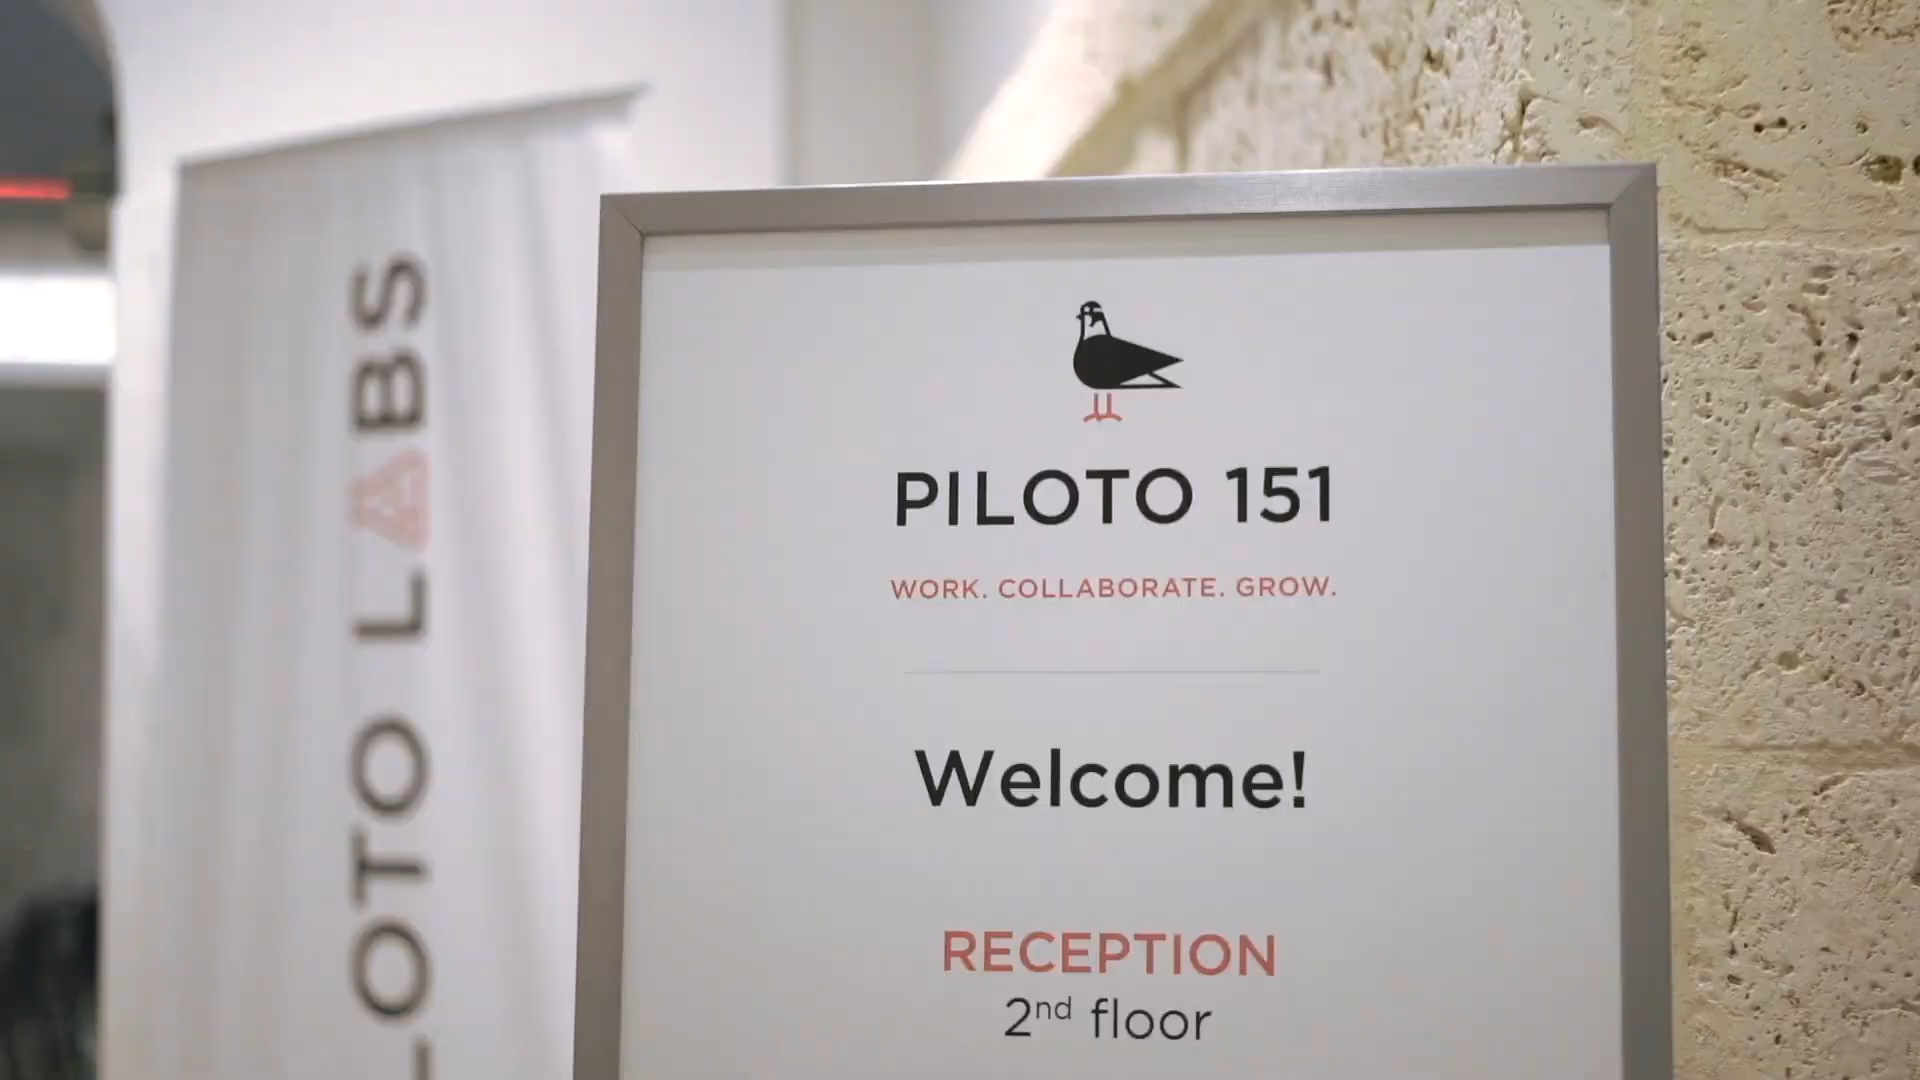 LOTO LABS
PILOTO 151
WORK. COLLABORATE. GROW.
Welcome!
RECEPTION
2nd floor